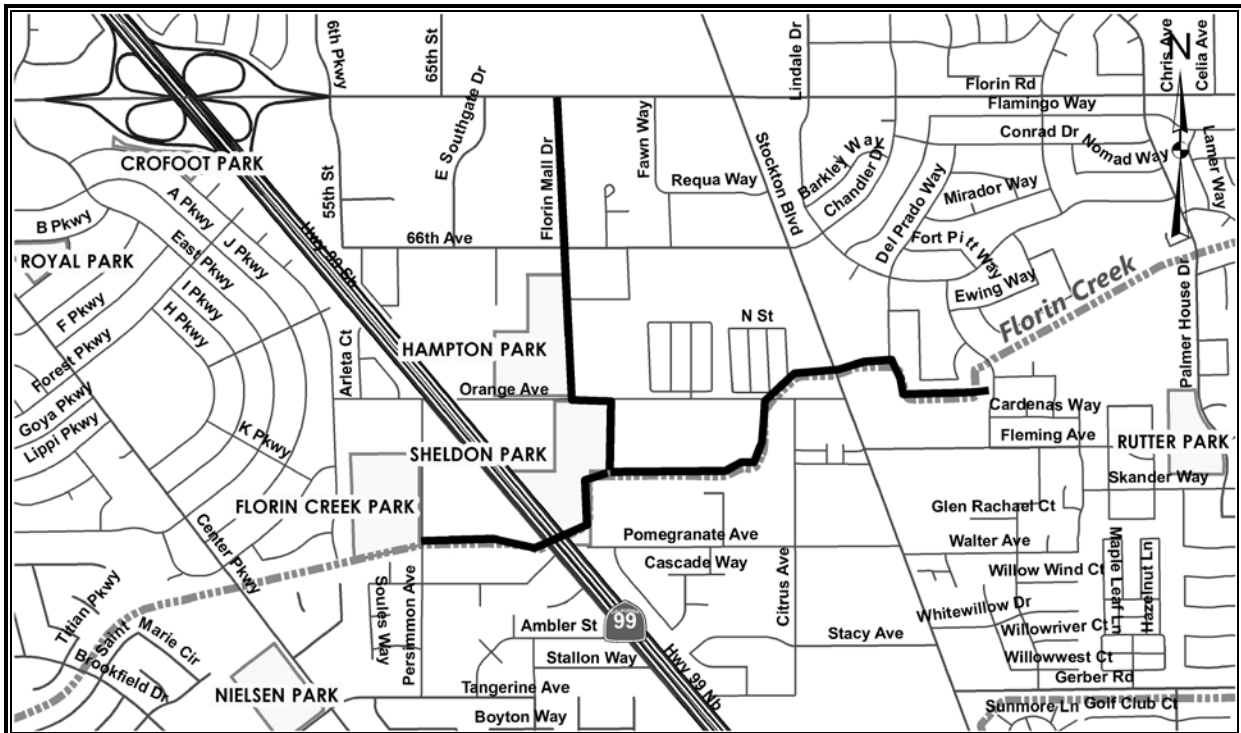 6th Pkwy
65th St
Lindale Dr
Chris Ave
Celia Ave
N
Florin Rd
Flamingo Way
Conrad Dr
Nomad Way
Lamer Way
E Southgate Dr
Florin Mall Dr
Fawn Way
Stockton Blvd
Barkley Way
Chandler Dr
CROFOOT PARK
Requa Way
Mirador Way
Del Prado Way
55th St
A Pkwy
B Pkwy
J Pkwy
East Pkwy
Hwy 99 Sb
66th Ave
Fort Pitt Way
ROYAL PARK
I Pkwy
H Pkwy
F Pkwy
Ewing Way
Florin Creek
Palmer House Dr
N St
Forest Pkwy
Arleta Ct
HAMPTON PARK
Orange Ave
Goya Pkwy
Lippi Pkwy
K Pkwy
Cardenas Way
Fleming Ave
RUTTER PARK
SHELDON PARK
Skander Way
FLORIN CREEK PARK
Glen Rachael Ct
Center Pkwy
Pomegranate Ave
Walter Ave
Cascade Way
Citrus Ave
Willow Wind Ct
Maple Leaf Ln
Hazelnut Ln
Titian Pkwy
Soules Way
Persimmon Ave
Whitewillow Dr
Saint Marie Cir
Ambler St
99
Stacy Ave
Willowriver Ct
Brookfield Dr
Stallon Way
Hwy 99 Nb
Willowwest Ct
NIELSEN PARK
Tangerine Ave
Gerber Rd
Boyton Way
Sunmore Ln
Golf Club Ct